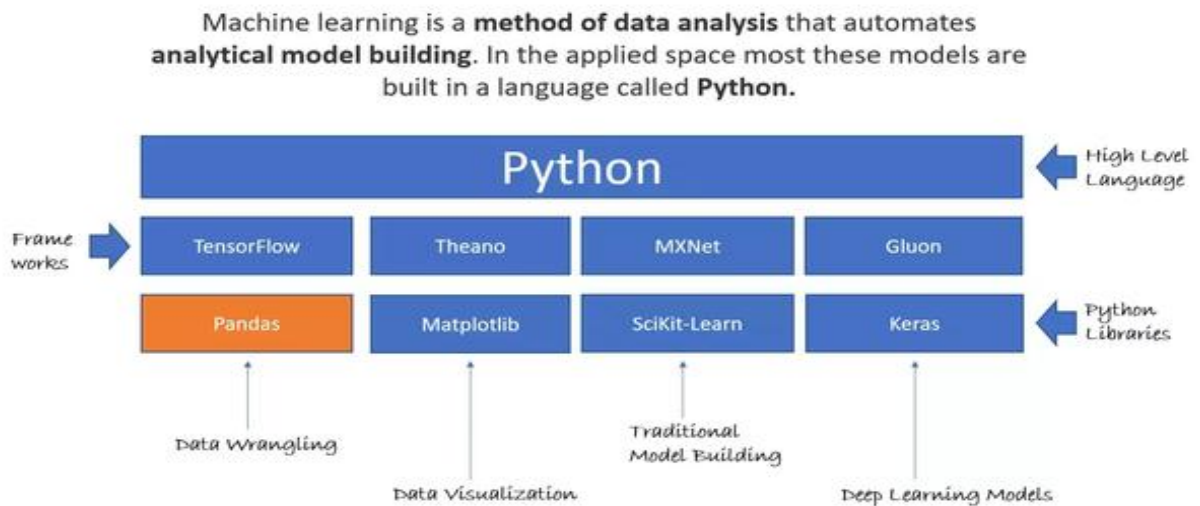 Machine learning is a method of data analysis that automates
analytical model building. In the applied space most these models are
built in a language called Python.
Python
High Level
Language
Frame
works
TensorFlow
Theano
MXNet
Gluon
Pandas
Matplotlib
SciKit-Learn
Keras
Python
Libraries
Data Wrangling
Data Visualization
Traditional
Model Building
Deep Learning Models